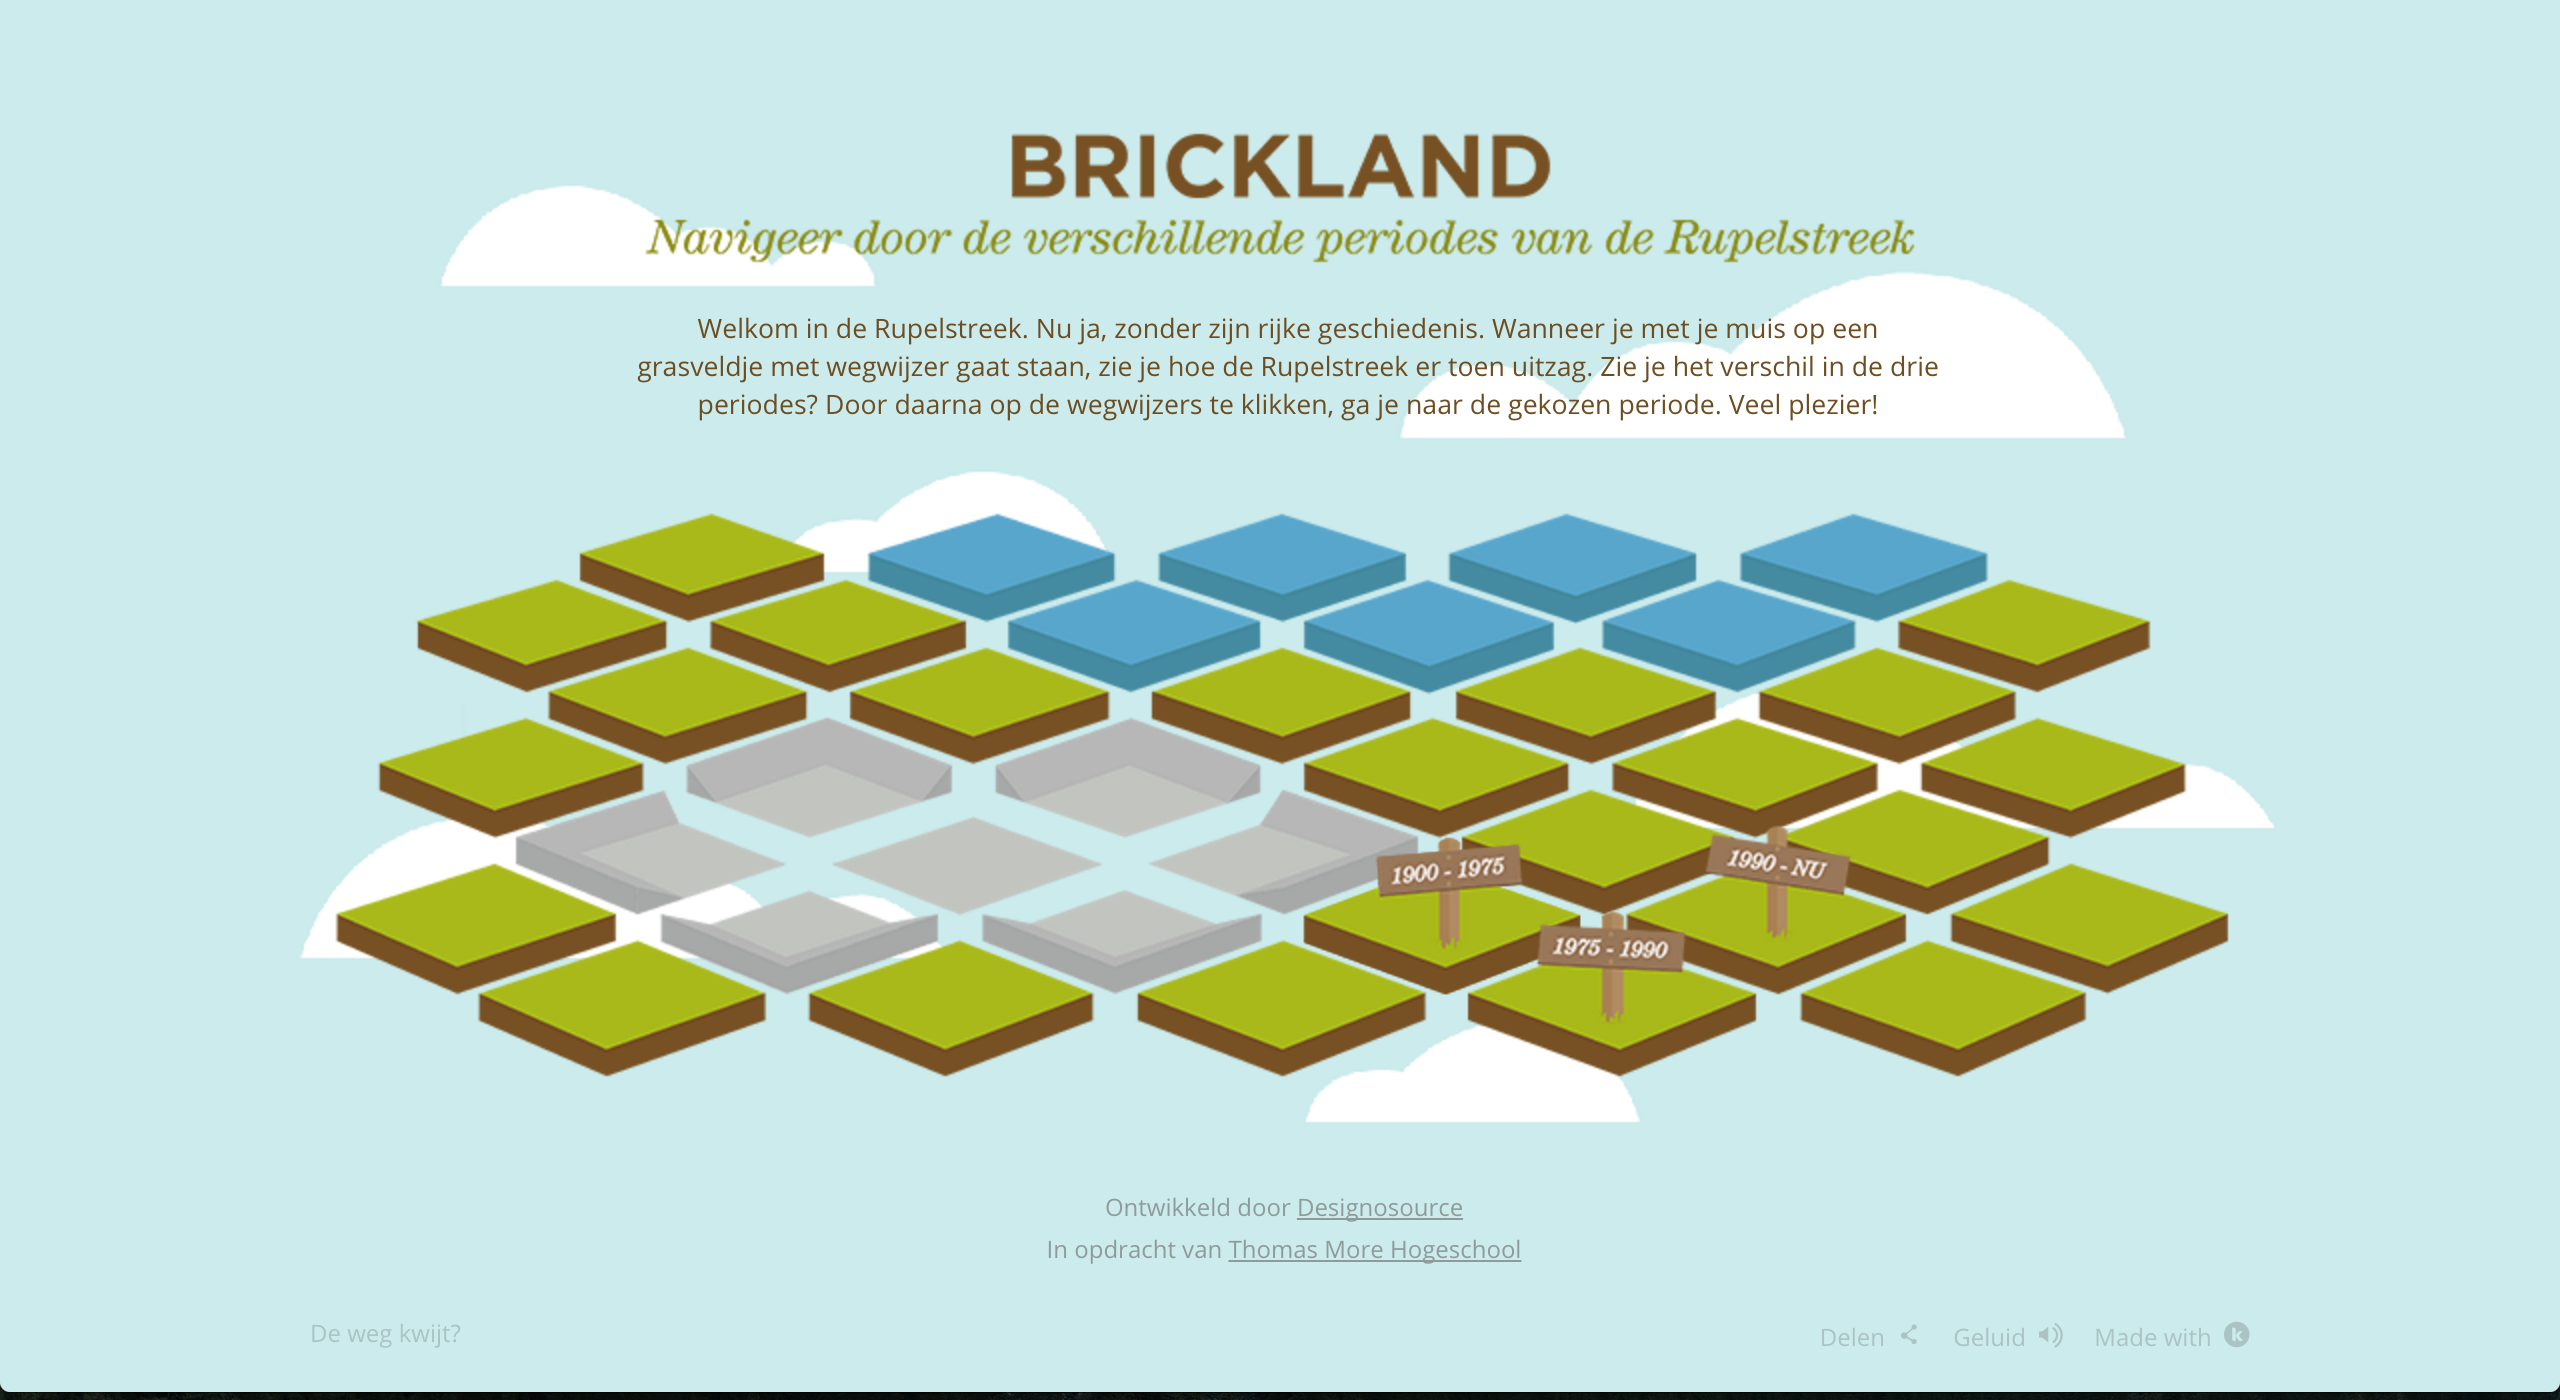 BRICKLAND
Navigeer door de verschillende periodes van de Rupelstreek
Welkom in de Rupelstreek. Nu ja, zonder zijn rijke geschiedenis. Wanneer je met je muis op een
grasveldje met wegwijzer gaat staan, zie je hoe de Rupelstreek er toen uitzag. Zie je het verschil in de drie
periodes? Door daarna op de wegwijzers te klikken, ga je naar de gekozen periode. Veel plezier!
1900 - 1975
1990 - NU
1975 - 1990
Ontwikkeld door Designosource
In opdracht van Thomas More Hogeschool
De weg kwijt?
Delen Geluid Made with k